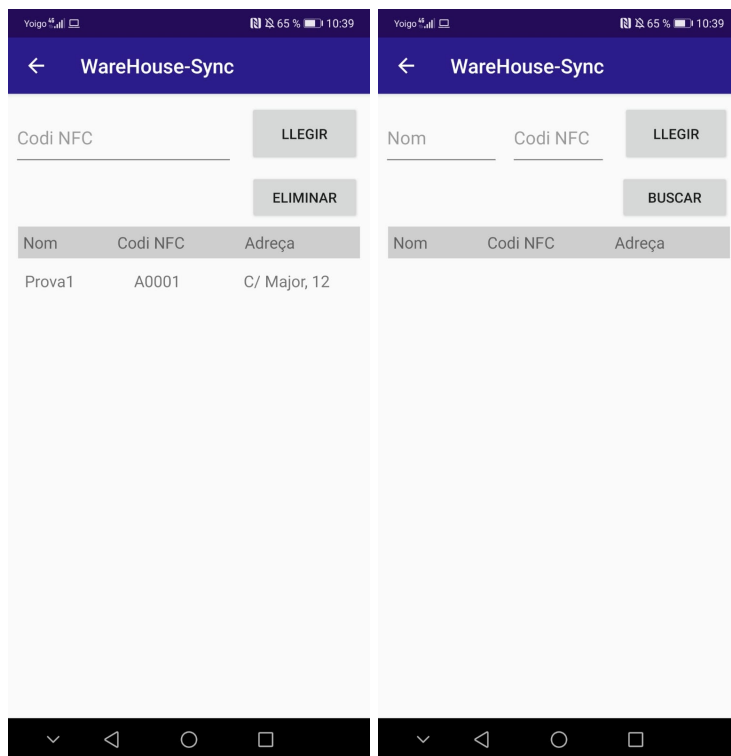 Yoigo 4G 65 % 10:39
WareHouse-Sync
Codi NFC LLEGIR
ELIMINAR
Nom Codi NFC Adreça
Prova1 A0001 C/ Major, 12
Yoigo 4G 65 % 10:39
WareHouse-Sync
Nom Codi NFC LLEGIR
BUSCAR
Nom Codi NFC Adreça